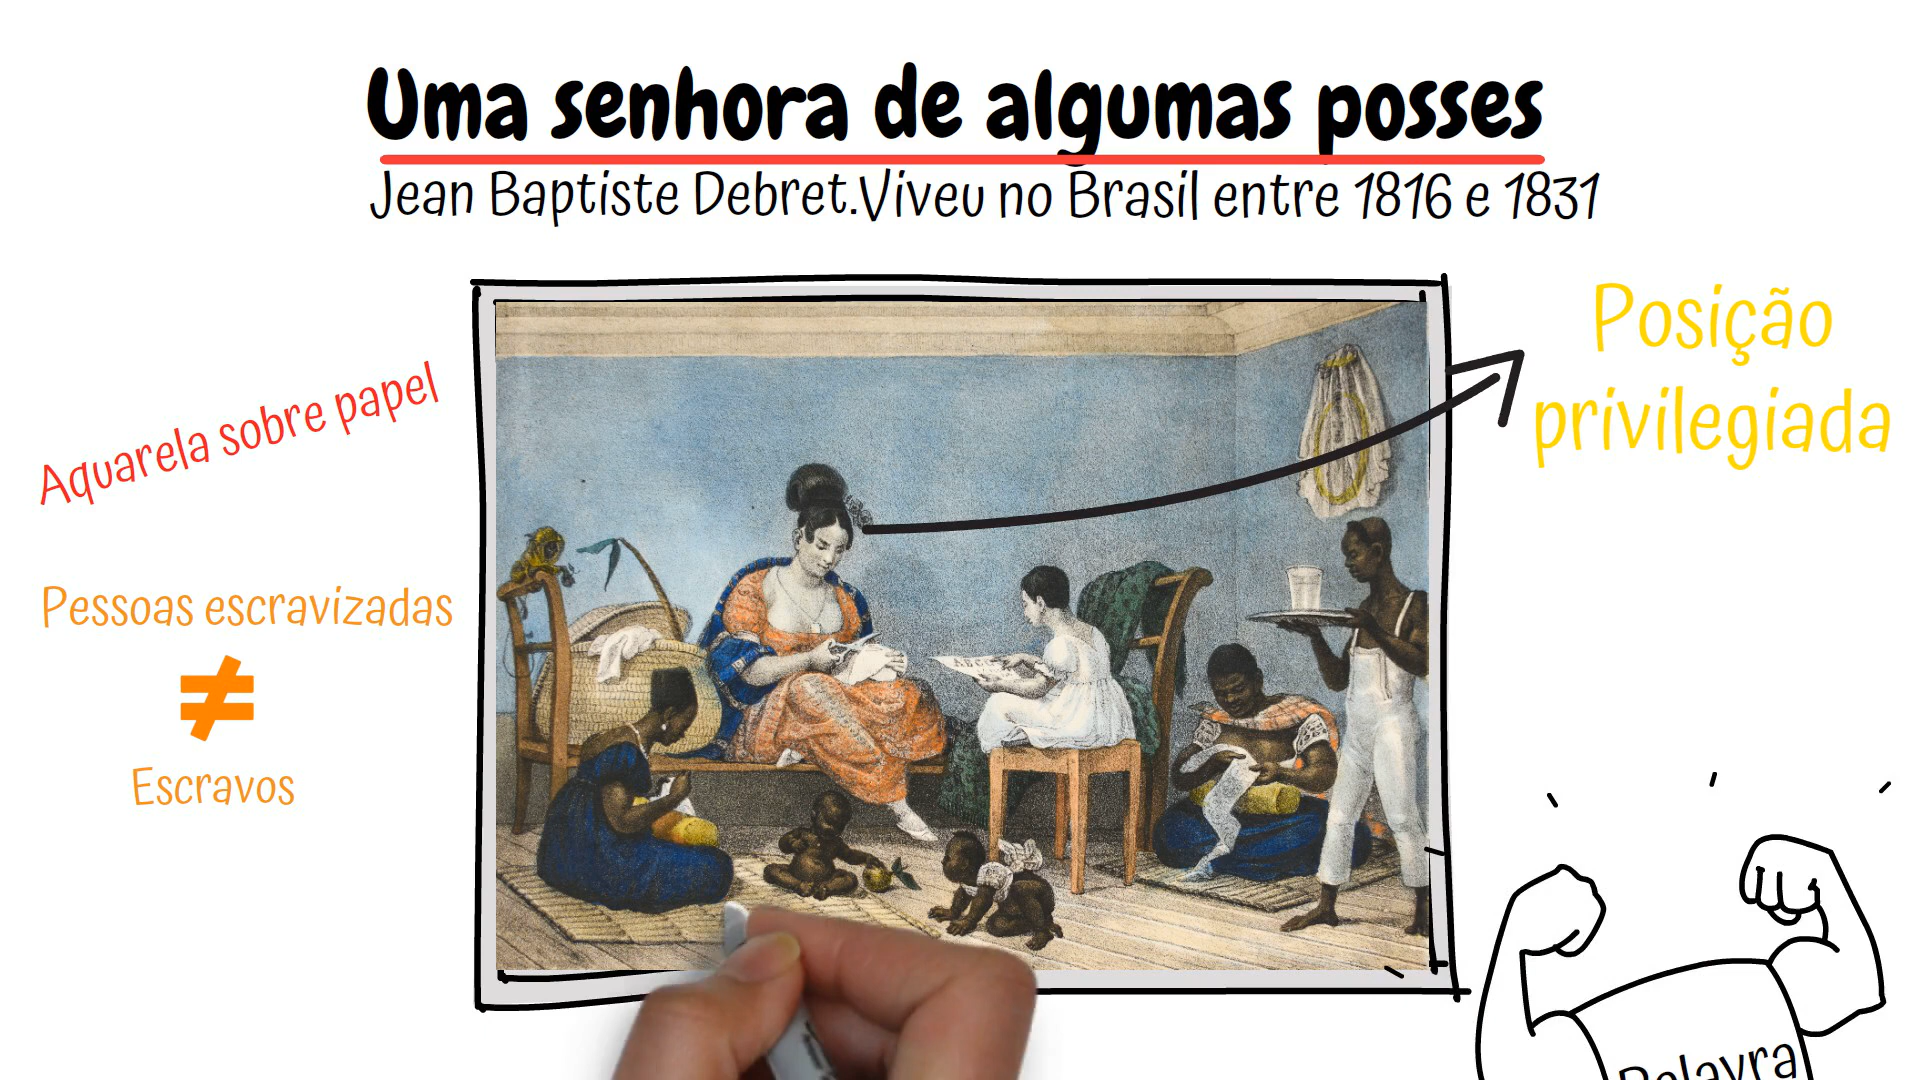 Uma senhora de algumas posses
Jean Baptiste Debret.Viveu no Brasil entre 1816 e 1831
Aquarela sobre papel
Posição
privilegiada
Pessoas escravizadas
≠
Escravos
Palavra